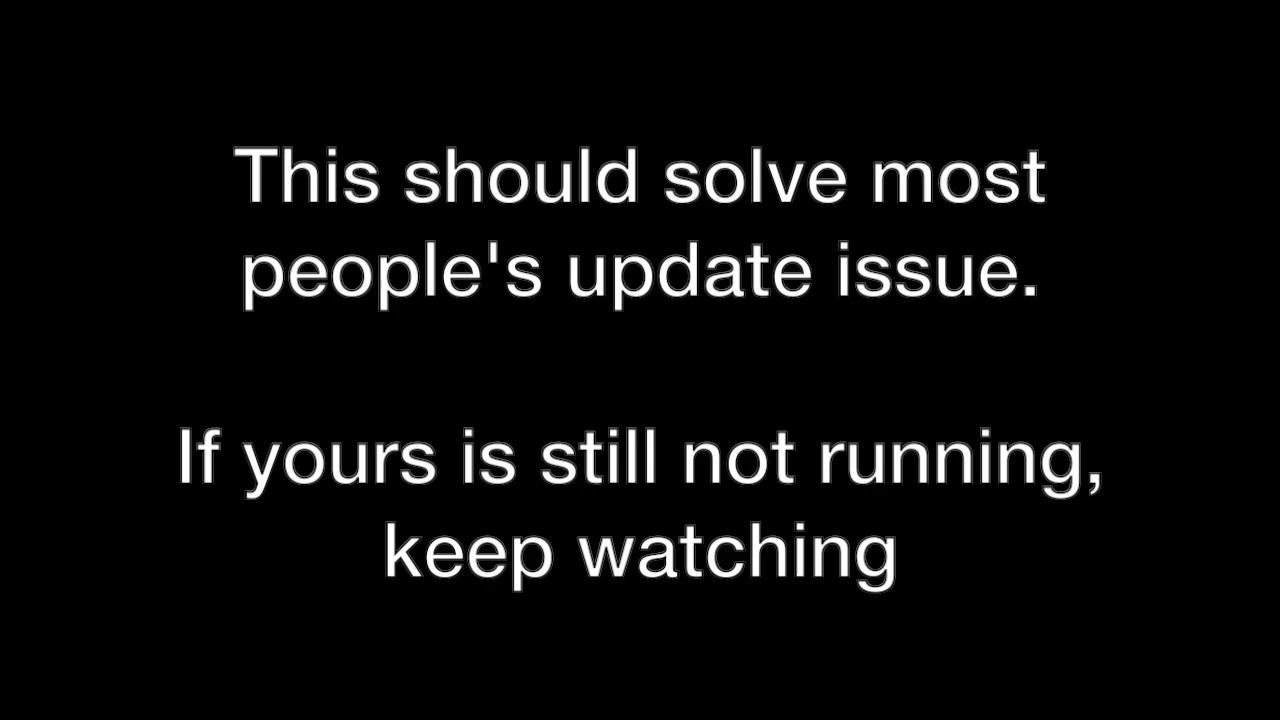 This should solve most
people's update issue.
If yours is still not running,
keep watching